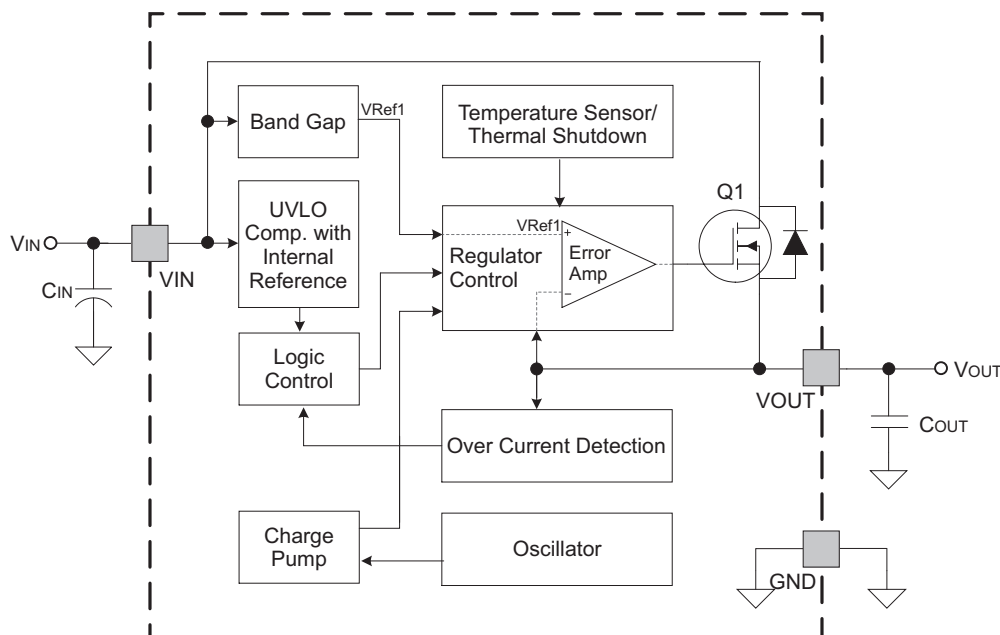 Band Gap
VRef1
Temperature Sensor/
Thermal Shutdown
Q1
UVLO
Comp. with
Internal
Reference
VIN
VIN
CIN
VRef1
+
Regulator
Control
Error
Amp
−
Logic
Control
VOUT
VOUT
COUT
Over Current Detection
Charge
Pump
Oscillator
GND